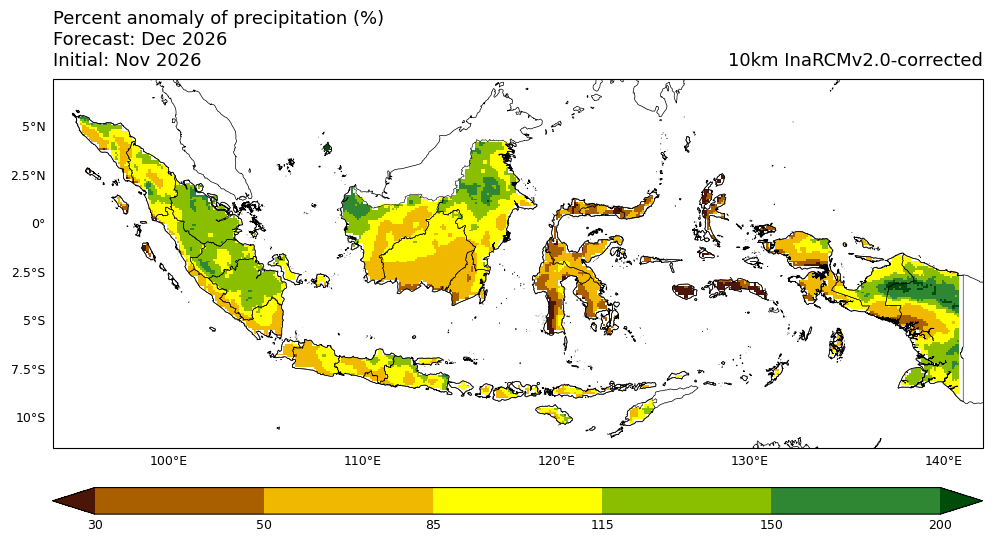 Percent anomaly of precipitation (%)
Forecast: Dec 2026
Initial: Nov 2026
10km InaRCMv2.0-corrected
5°N
2.5°N
0°
2.5°S
5°S
7.5°S
10°S
100°E 110°E 120°E 130°E 140°E
30 50 85 115 150 200